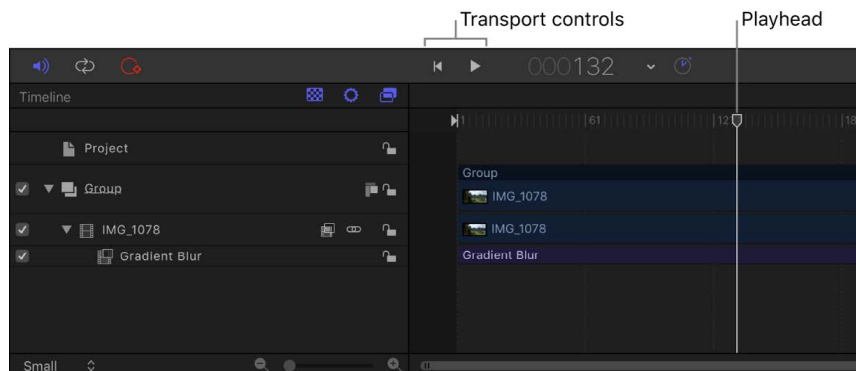 Transport controls
Playhead
000132
Timeline
1
61
12
18
Project
Group
Group
IMG_1078
IMG_1078
IMG_1078
Gradient Blur
Gradient Blur
Small